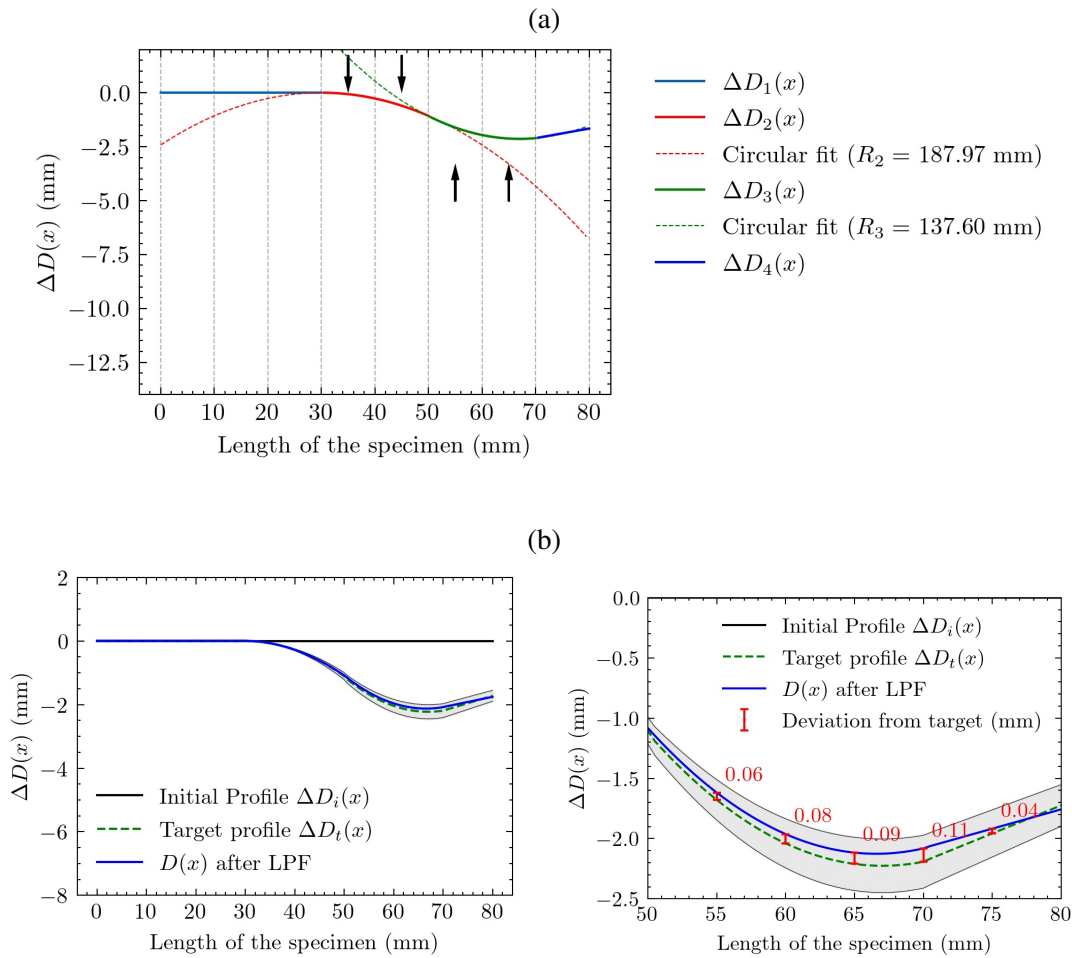 (a)
0.0
−2.5
−5.0
−7.5
−10.0
−12.5
ΔD(x) (mm)
0 10 20 30 40 50 60 70 80
Length of the specimen (mm)
ΔD₁(x)
ΔD₂(x)
Circular fit (R₂ = 187.97 mm)
ΔD₃(x)
Circular fit (R₃ = 137.60 mm)
ΔD₄(x)
(b)
2
0
−2
−4
−6
−8
ΔD(x) (mm)
Initial Profile ΔDᵢ(x)
Target profile ΔDₜ(x)
D(x) after LPF
0 10 20 30 40 50 60 70 80
Length of the specimen (mm)
0.0
−0.5
−1.0
−1.5
−2.0
−2.5
ΔD(x) (mm)
Initial Profile ΔDᵢ(x)
Target profile ΔDₜ(x)
D(x) after LPF
Deviation from target (mm)
0.06
0.08
0.09
0.11
0.04
50 55 60 65 70 75 80
Length of the specimen (mm)